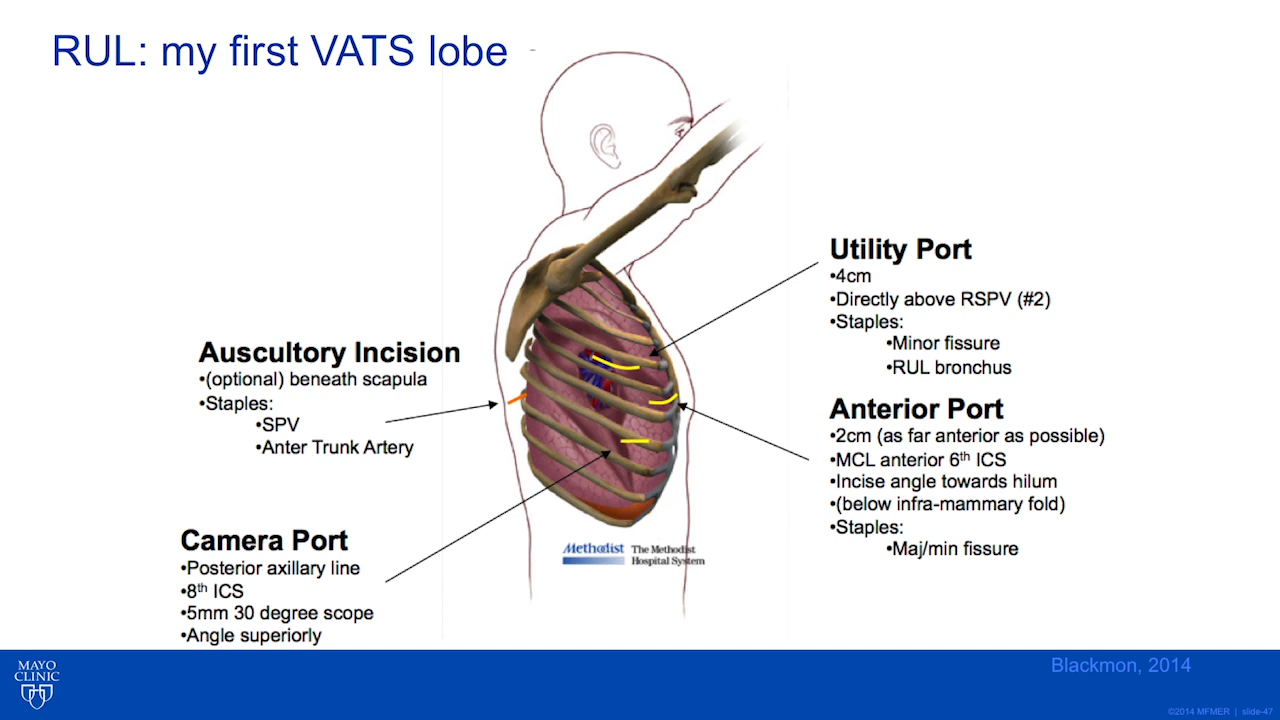 RUL: my first VATS lobe
Utility Port
•4cm
•Directly above RSPV (#2)
•Staples:
•Minor fissure
•RUL bronchus
Auscultory Incision
•(optional) beneath scapula
•Staples:
•SPV
•Anter Trunk Artery
Anterior Port
•2cm (as far anterior as possible)
•MCL anterior 6th ICS
•Incise angle towards hilum
•(below infra-mammary fold)
•Staples:
•Maj/min fissure
Camera Port
•Posterior axillary line
•8th ICS
•5mm 30 degree scope
•Angle superiorly
Methodist The Methodist
Hospital System
MAYO
CLINIC
Blackmon, 2014
©2014 MFMER | slide-47